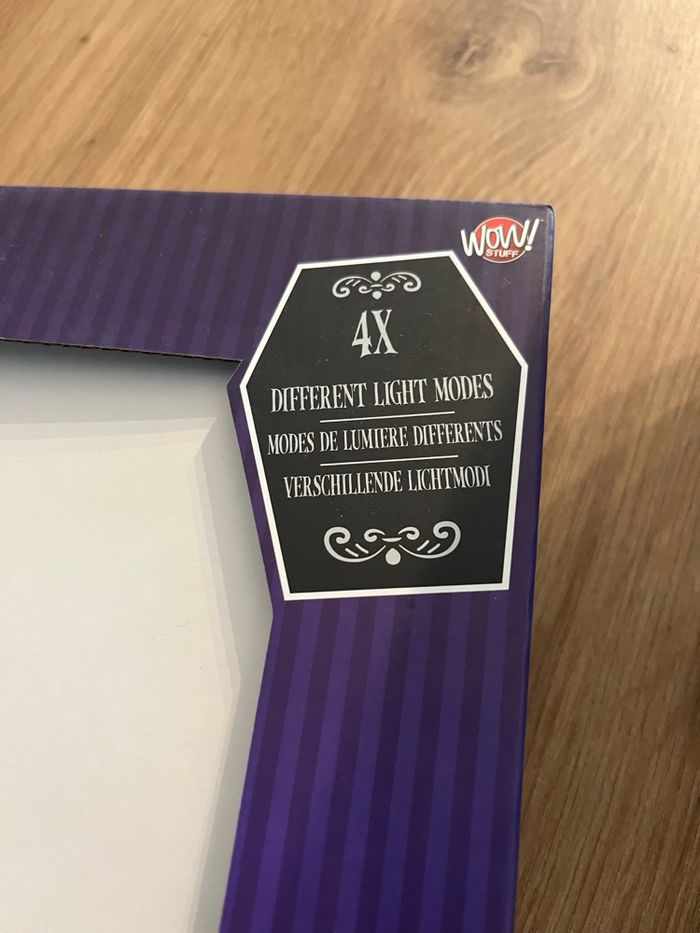 WOW!
STUFF
4X
DIFFERENT LIGHT MODES
MODES DE LUMIERE DIFFERENTS
VERSCHILLENDE LICHTMODI